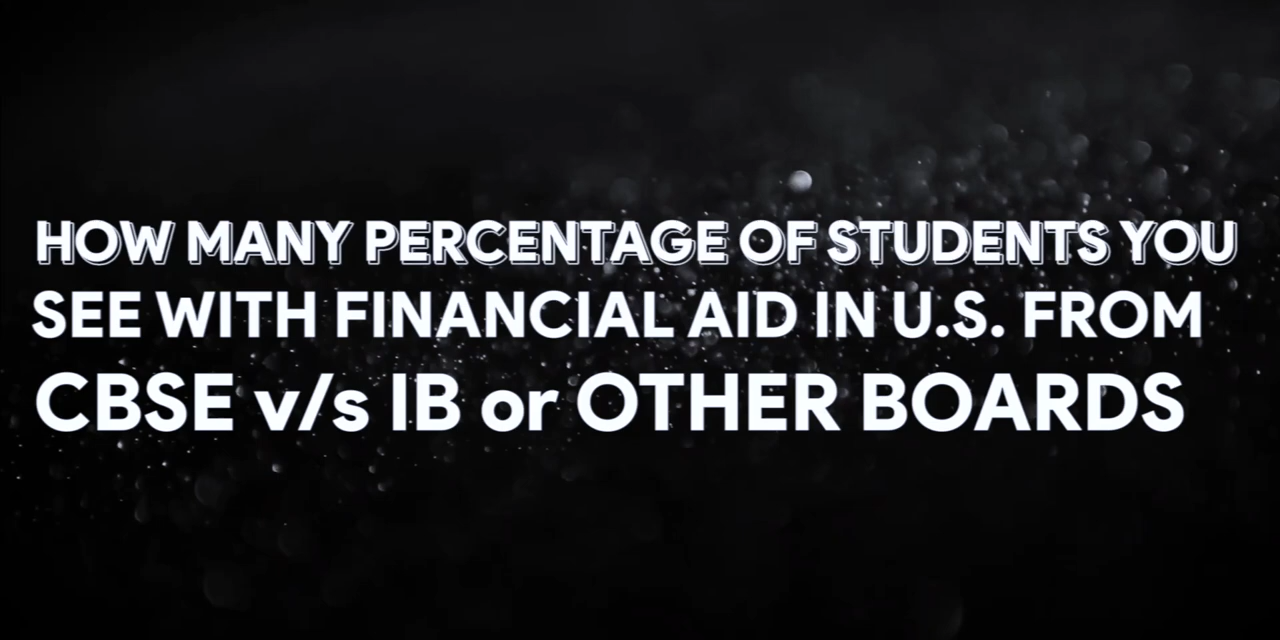 HOW MANY PERCENTAGE OF STUDENTS YOU
SEE WITH FINANCIAL AID IN U.S. FROM
CBSE v/s IB or OTHER BOARDS